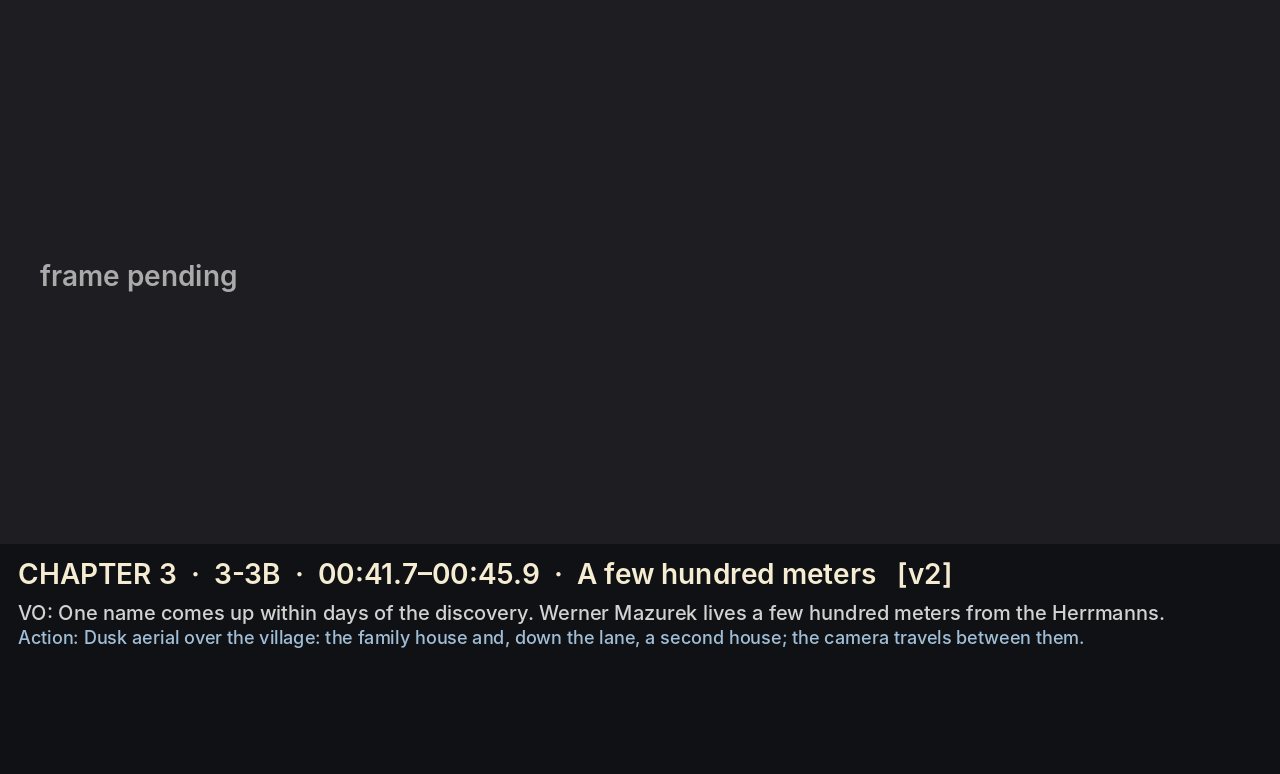 frame pending
CHAPTER 3 · 3-3B · 00:41.7–00:45.9 · A few hundred meters [v2]
VO: One name comes up within days of the discovery. Werner Mazurek lives a few hundred meters from the Herrmanns.
Action: Dusk aerial over the village: the family house and, down the lane, a second house; the camera travels between them.